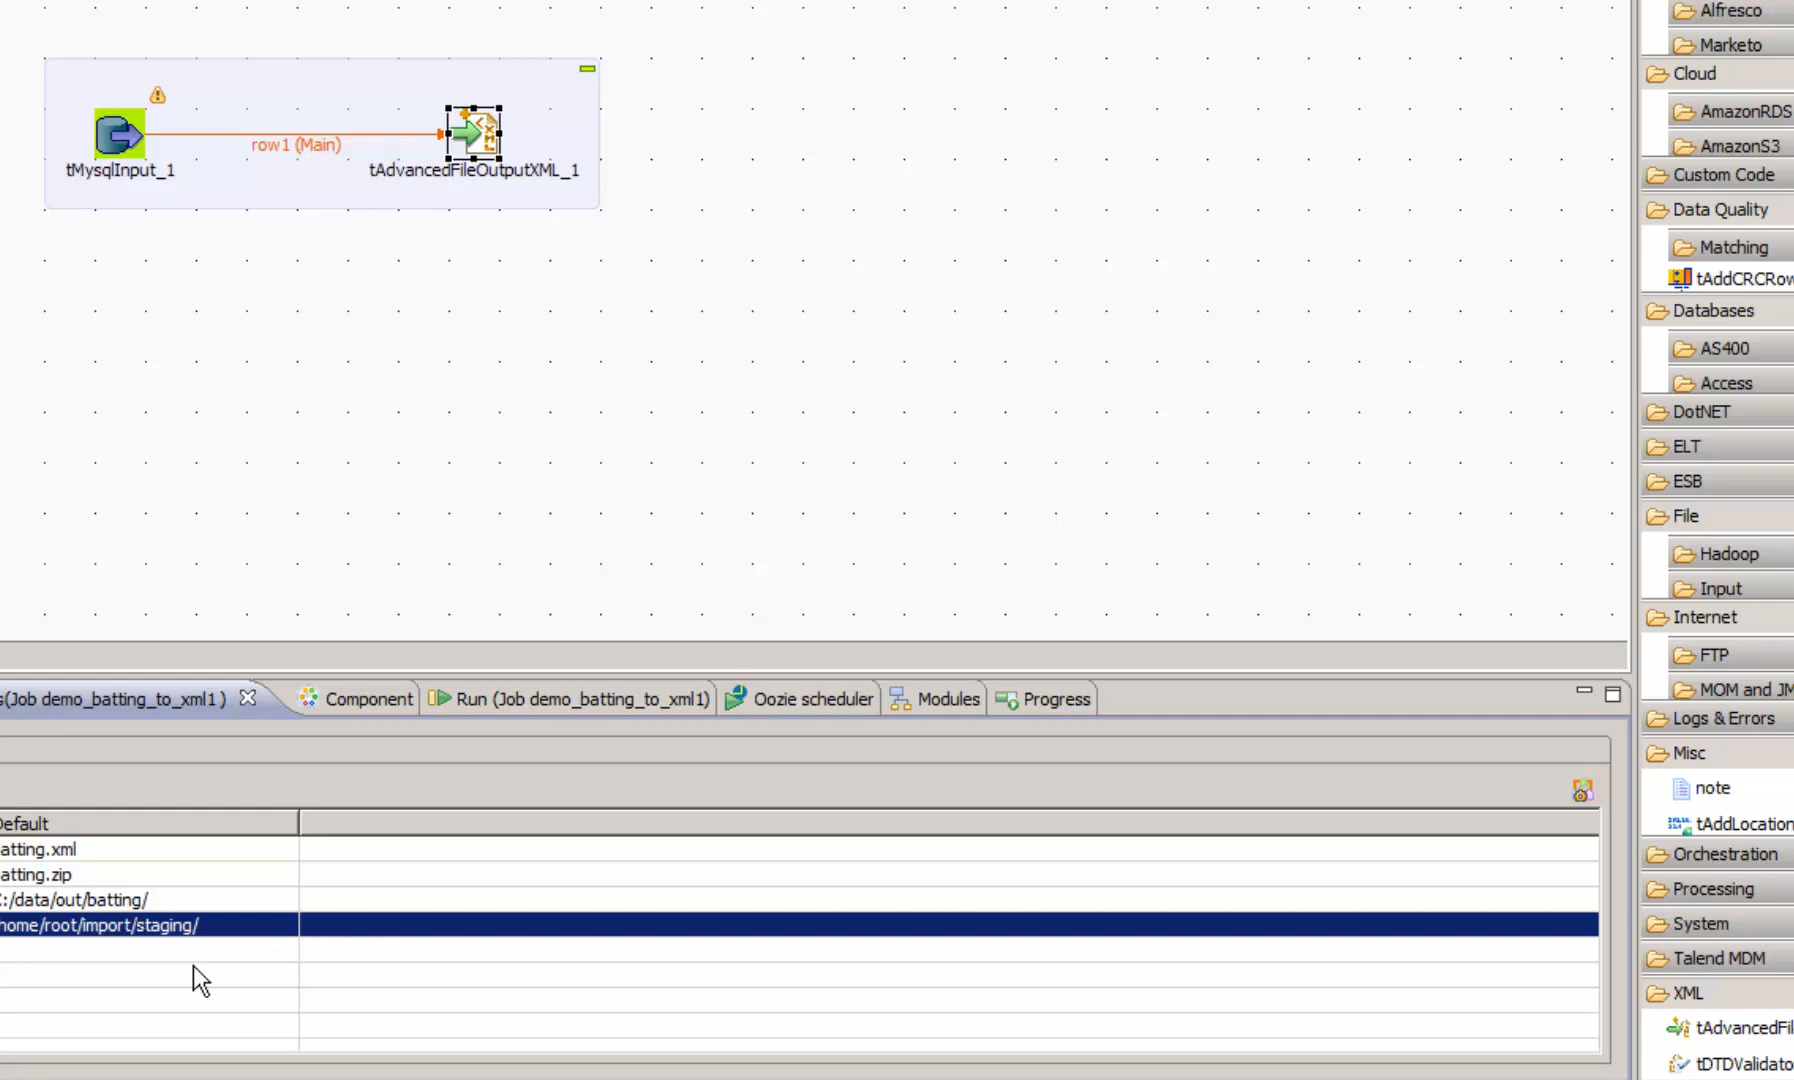 row1 (Main)
tMysqlInput_1
tAdvancedFileOutputXML_1
s(Job demo_batting_to_xml1 )
Component
Run (Job demo_batting_to_xml1)
Oozie scheduler
Modules
Progress
Default
atting.xml
atting.zip
:/data/out/batting/
home/root/import/staging/
Alfresco
Marketo
Cloud
AmazonRDS
AmazonS3
Custom Code
Data Quality
Matching
tAddCRCRow
Databases
AS400
Access
DotNET
ELT
ESB
File
Hadoop
Input
Internet
FTP
MOM and JM
Logs & Errors
Misc
note
tAddLocation
Orchestration
Processing
System
Talend MDM
XML
tAdvancedFil
tDTDValidato